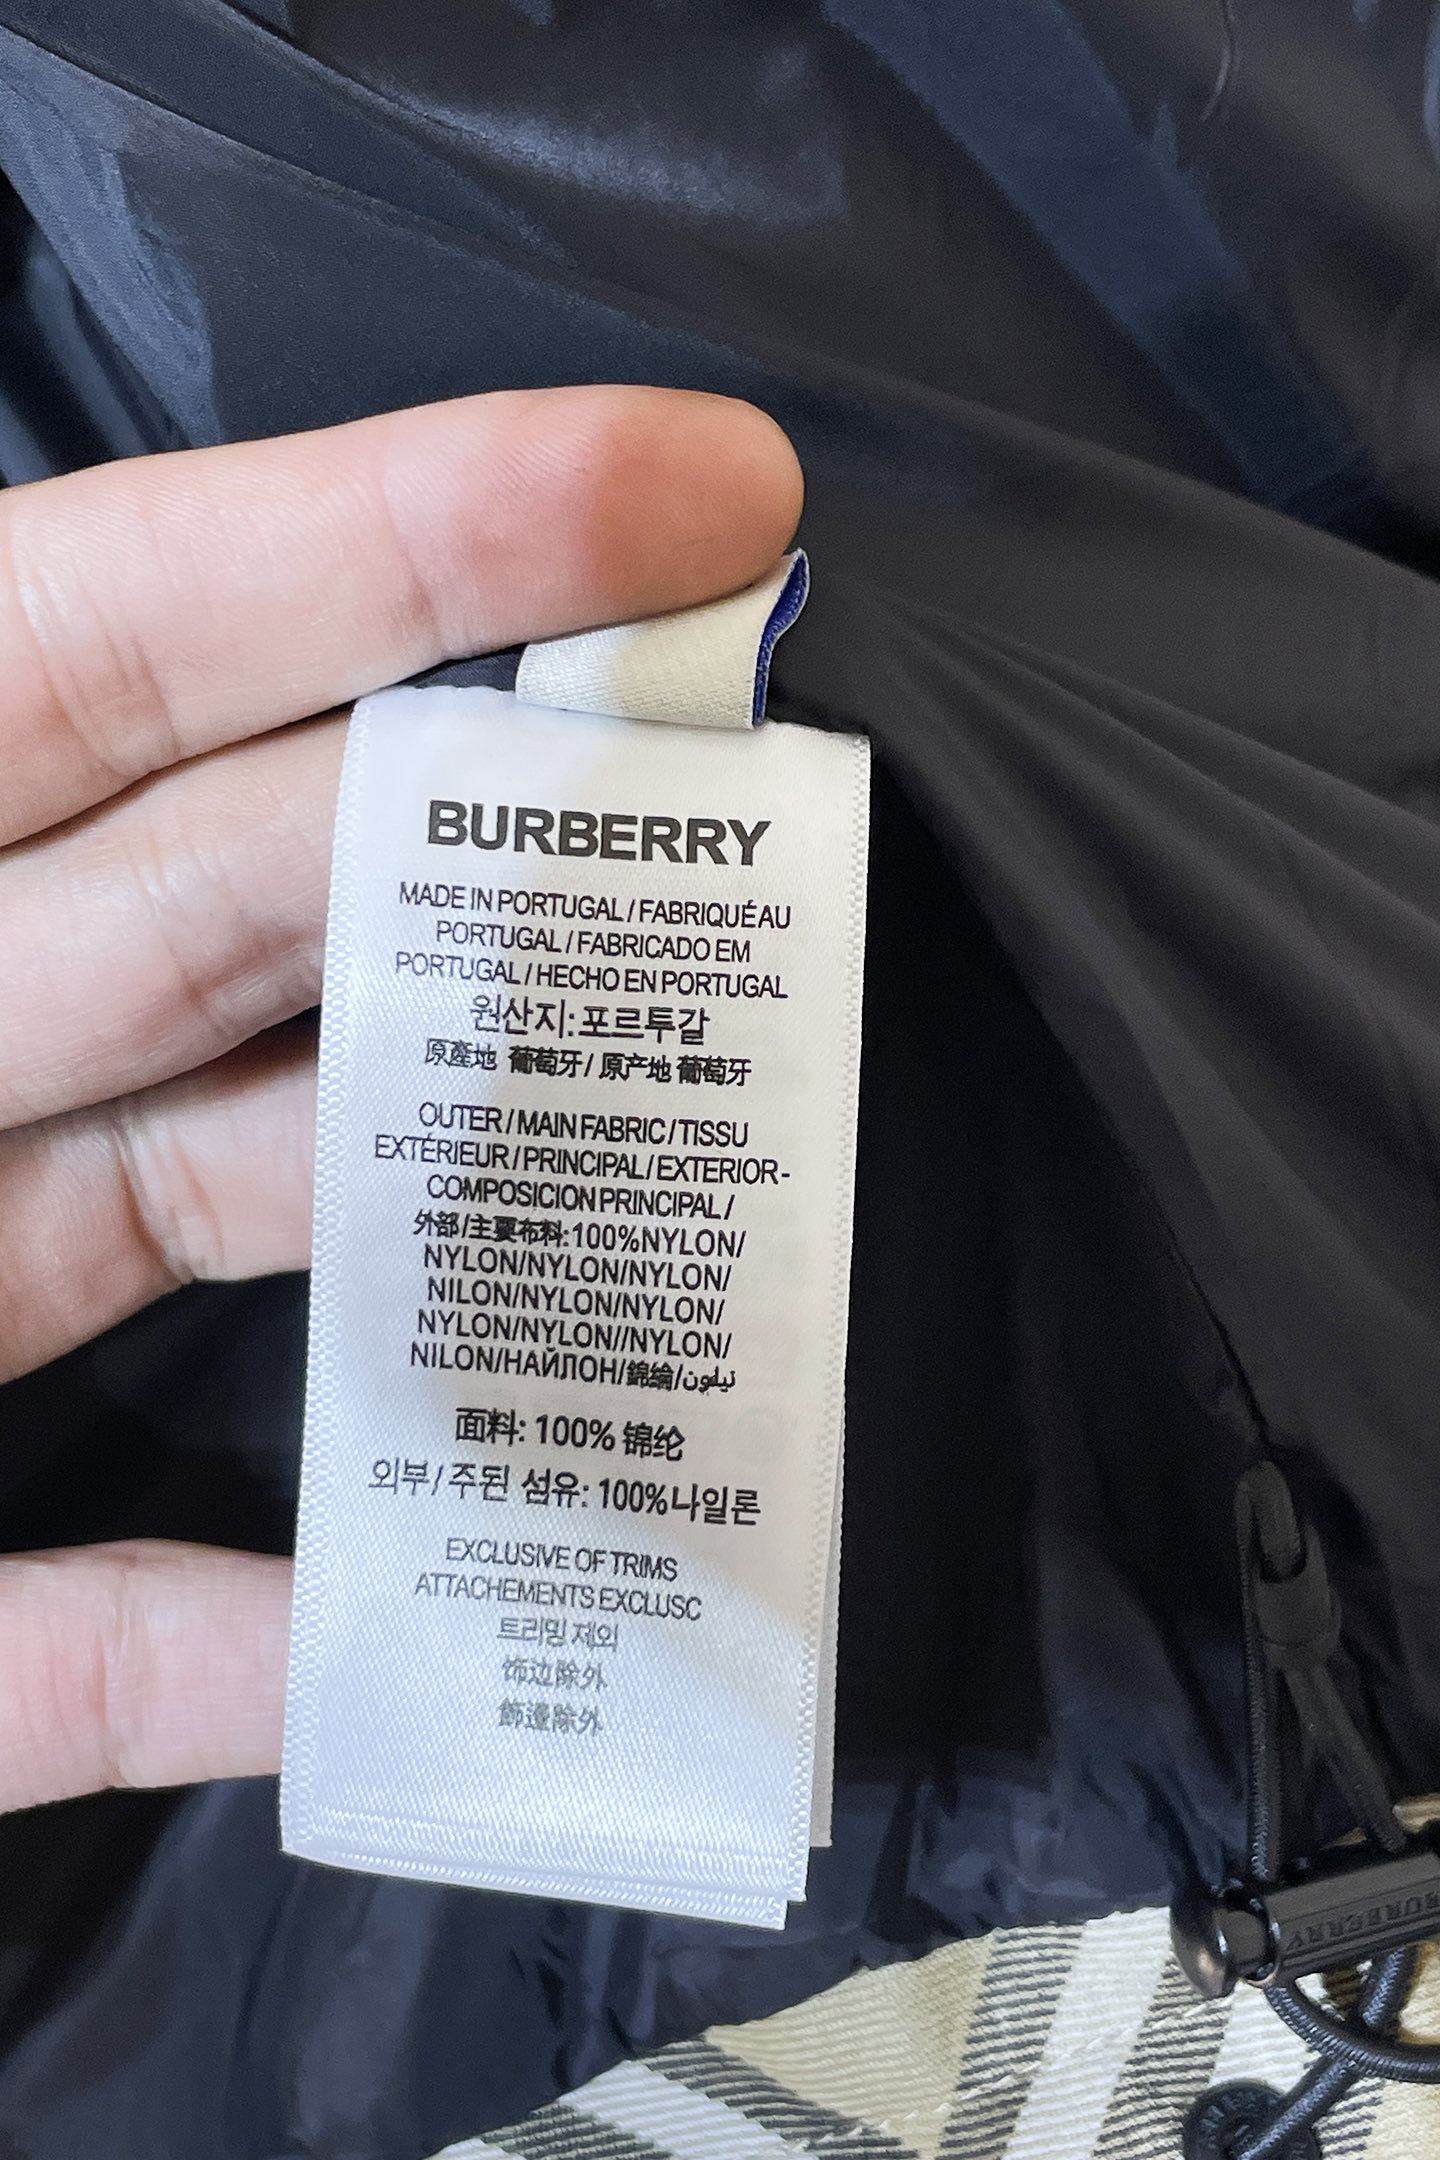 BURBERRY
MADE IN PORTUGAL / FABRIQUÉ AU
PORTUGAL / FABRICADO EM
PORTUGAL / HECHO EN PORTUGAL
원산지: 포르투갈
原產地 葡萄牙 / 原产地 葡萄牙
OUTER / MAIN FABRIC / TISSU
EXTÉRIEUR / PRINCIPAL / EXTERIOR-
COMPOSICION PRINCIPAL /
外部/主要布料:100%NYLON/
NYLON/NYLON/NYLON/
NILON/NYLON/NYLON/
NYLON/NYLON//NYLON/
NILON/НАЙЛОН/錦綸/نيلون
面料: 100% 锦纶
외부/ 주된 섬유: 100%나일론
EXCLUSIVE OF TRIMS
ATTACHEMENTS EXCLUSC
트리밍 제외
饰边除外
飾邊除外
BURBERRY